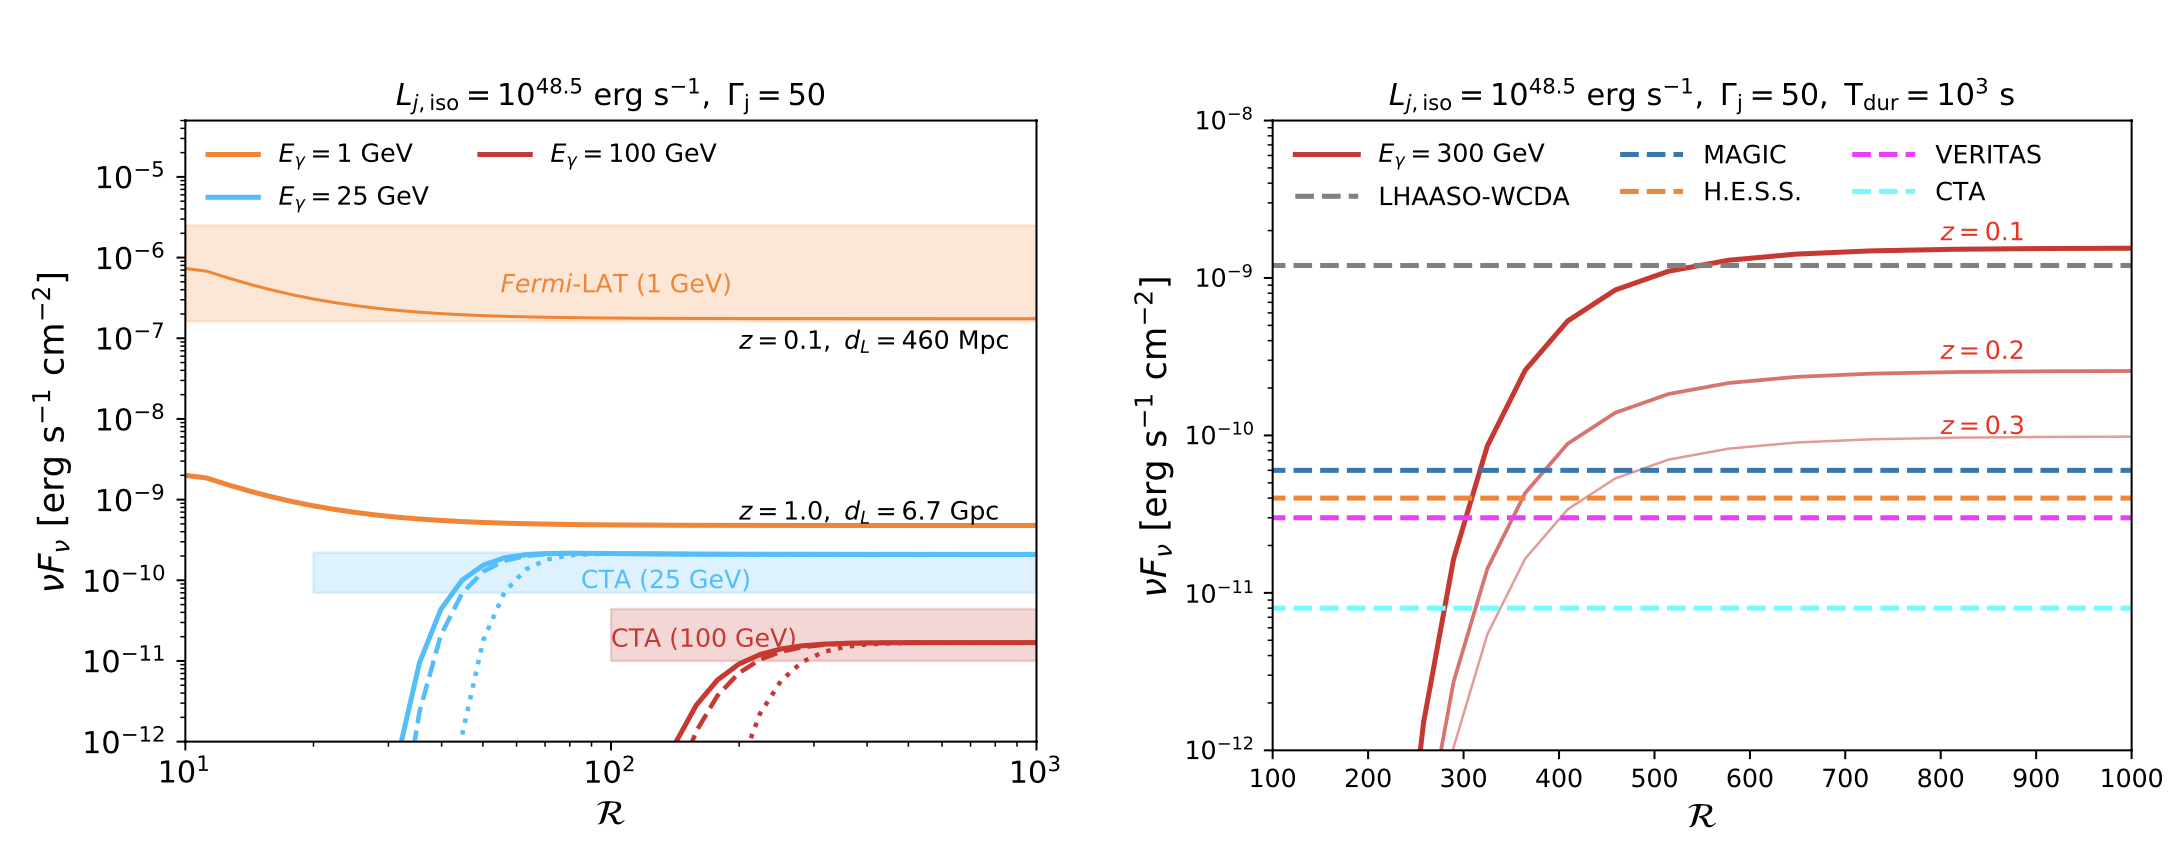 L_{j, iso} = 10^{48.5} erg s^{−1}, Γ_j = 50
E_γ = 1 GeV
E_γ = 100 GeV
E_γ = 25 GeV
νF_ν [erg s^{−1} cm^{−2}]
10^{−5}
10^{−6}
10^{−7}
10^{−8}
10^{−9}
10^{−10}
10^{−11}
10^{−12}
Fermi-LAT (1 GeV)
z = 0.1, d_L = 460 Mpc
z = 1.0, d_L = 6.7 Gpc
CTA (25 GeV)
CTA (100 GeV)
10^1 10^2 10^3
ℛ
L_{j, iso} = 10^{48.5} erg s^{−1}, Γ_j = 50, T_{dur} = 10^3 s
E_γ = 300 GeV
LHAASO-WCDA
MAGIC
H.E.S.S.
VERITAS
CTA
νF_ν [erg s^{−1} cm^{−2}]
10^{−8}
10^{−9}
10^{−10}
10^{−11}
10^{−12}
z = 0.1
z = 0.2
z = 0.3
100 200 300 400 500 600 700 800 900 1000
ℛ